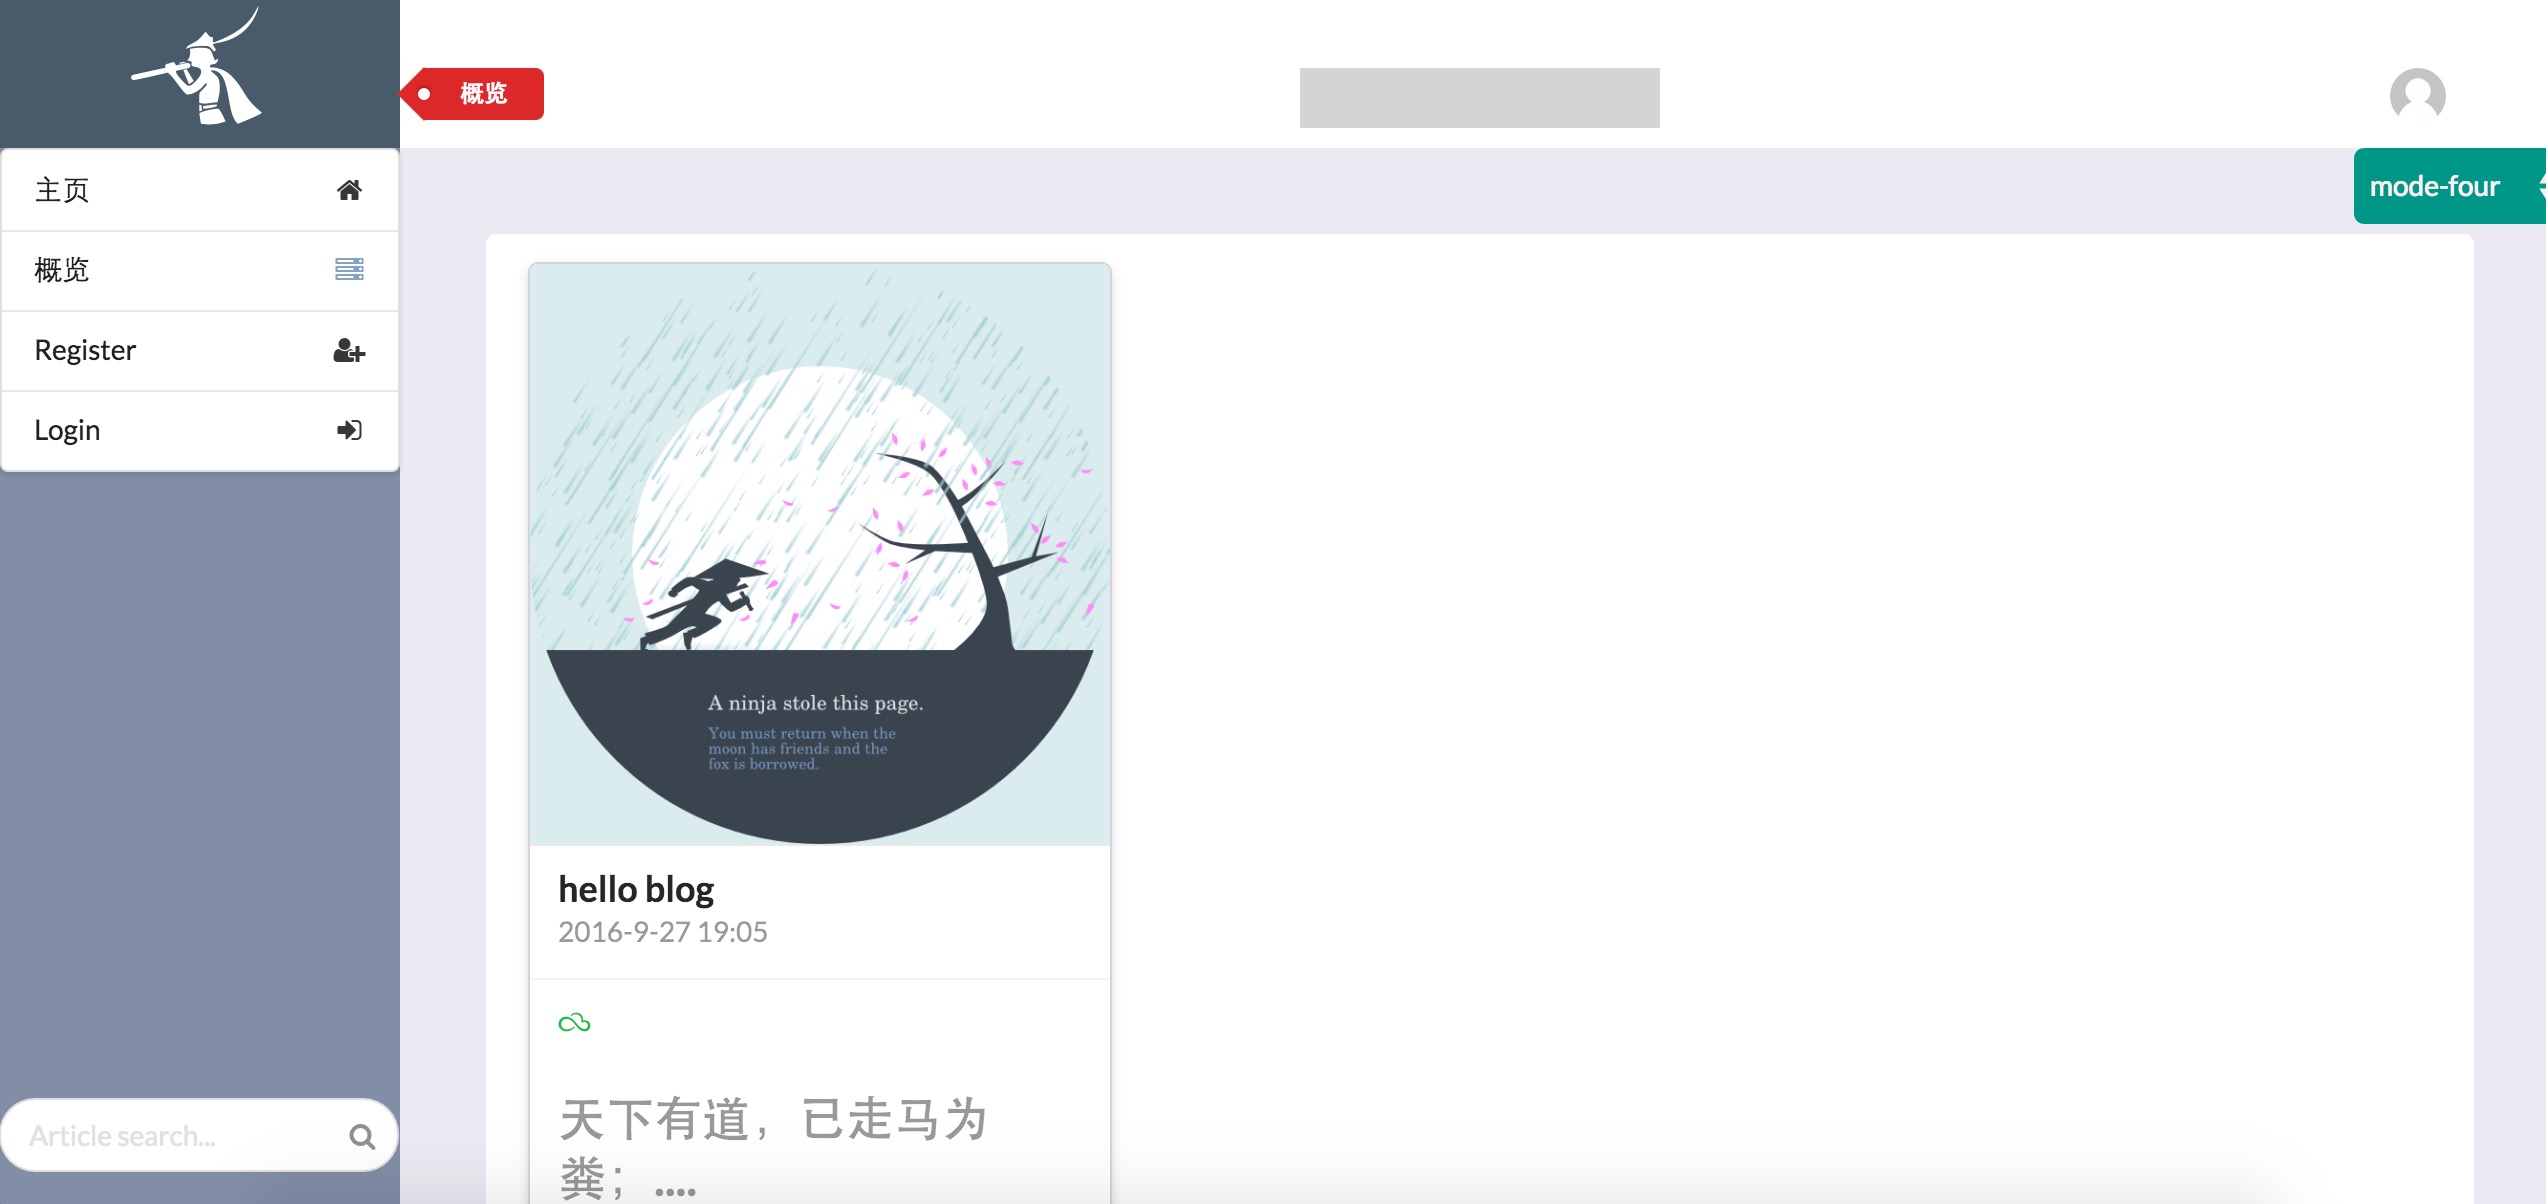 概览
主页
概览
Register
Login
mode-four
A ninja stole this page.
You must return when the
moon has friends and the
fox is borrowed.
hello blog
2016-9-27 19:05
天下有道，已走马为
粪；....
Article search...